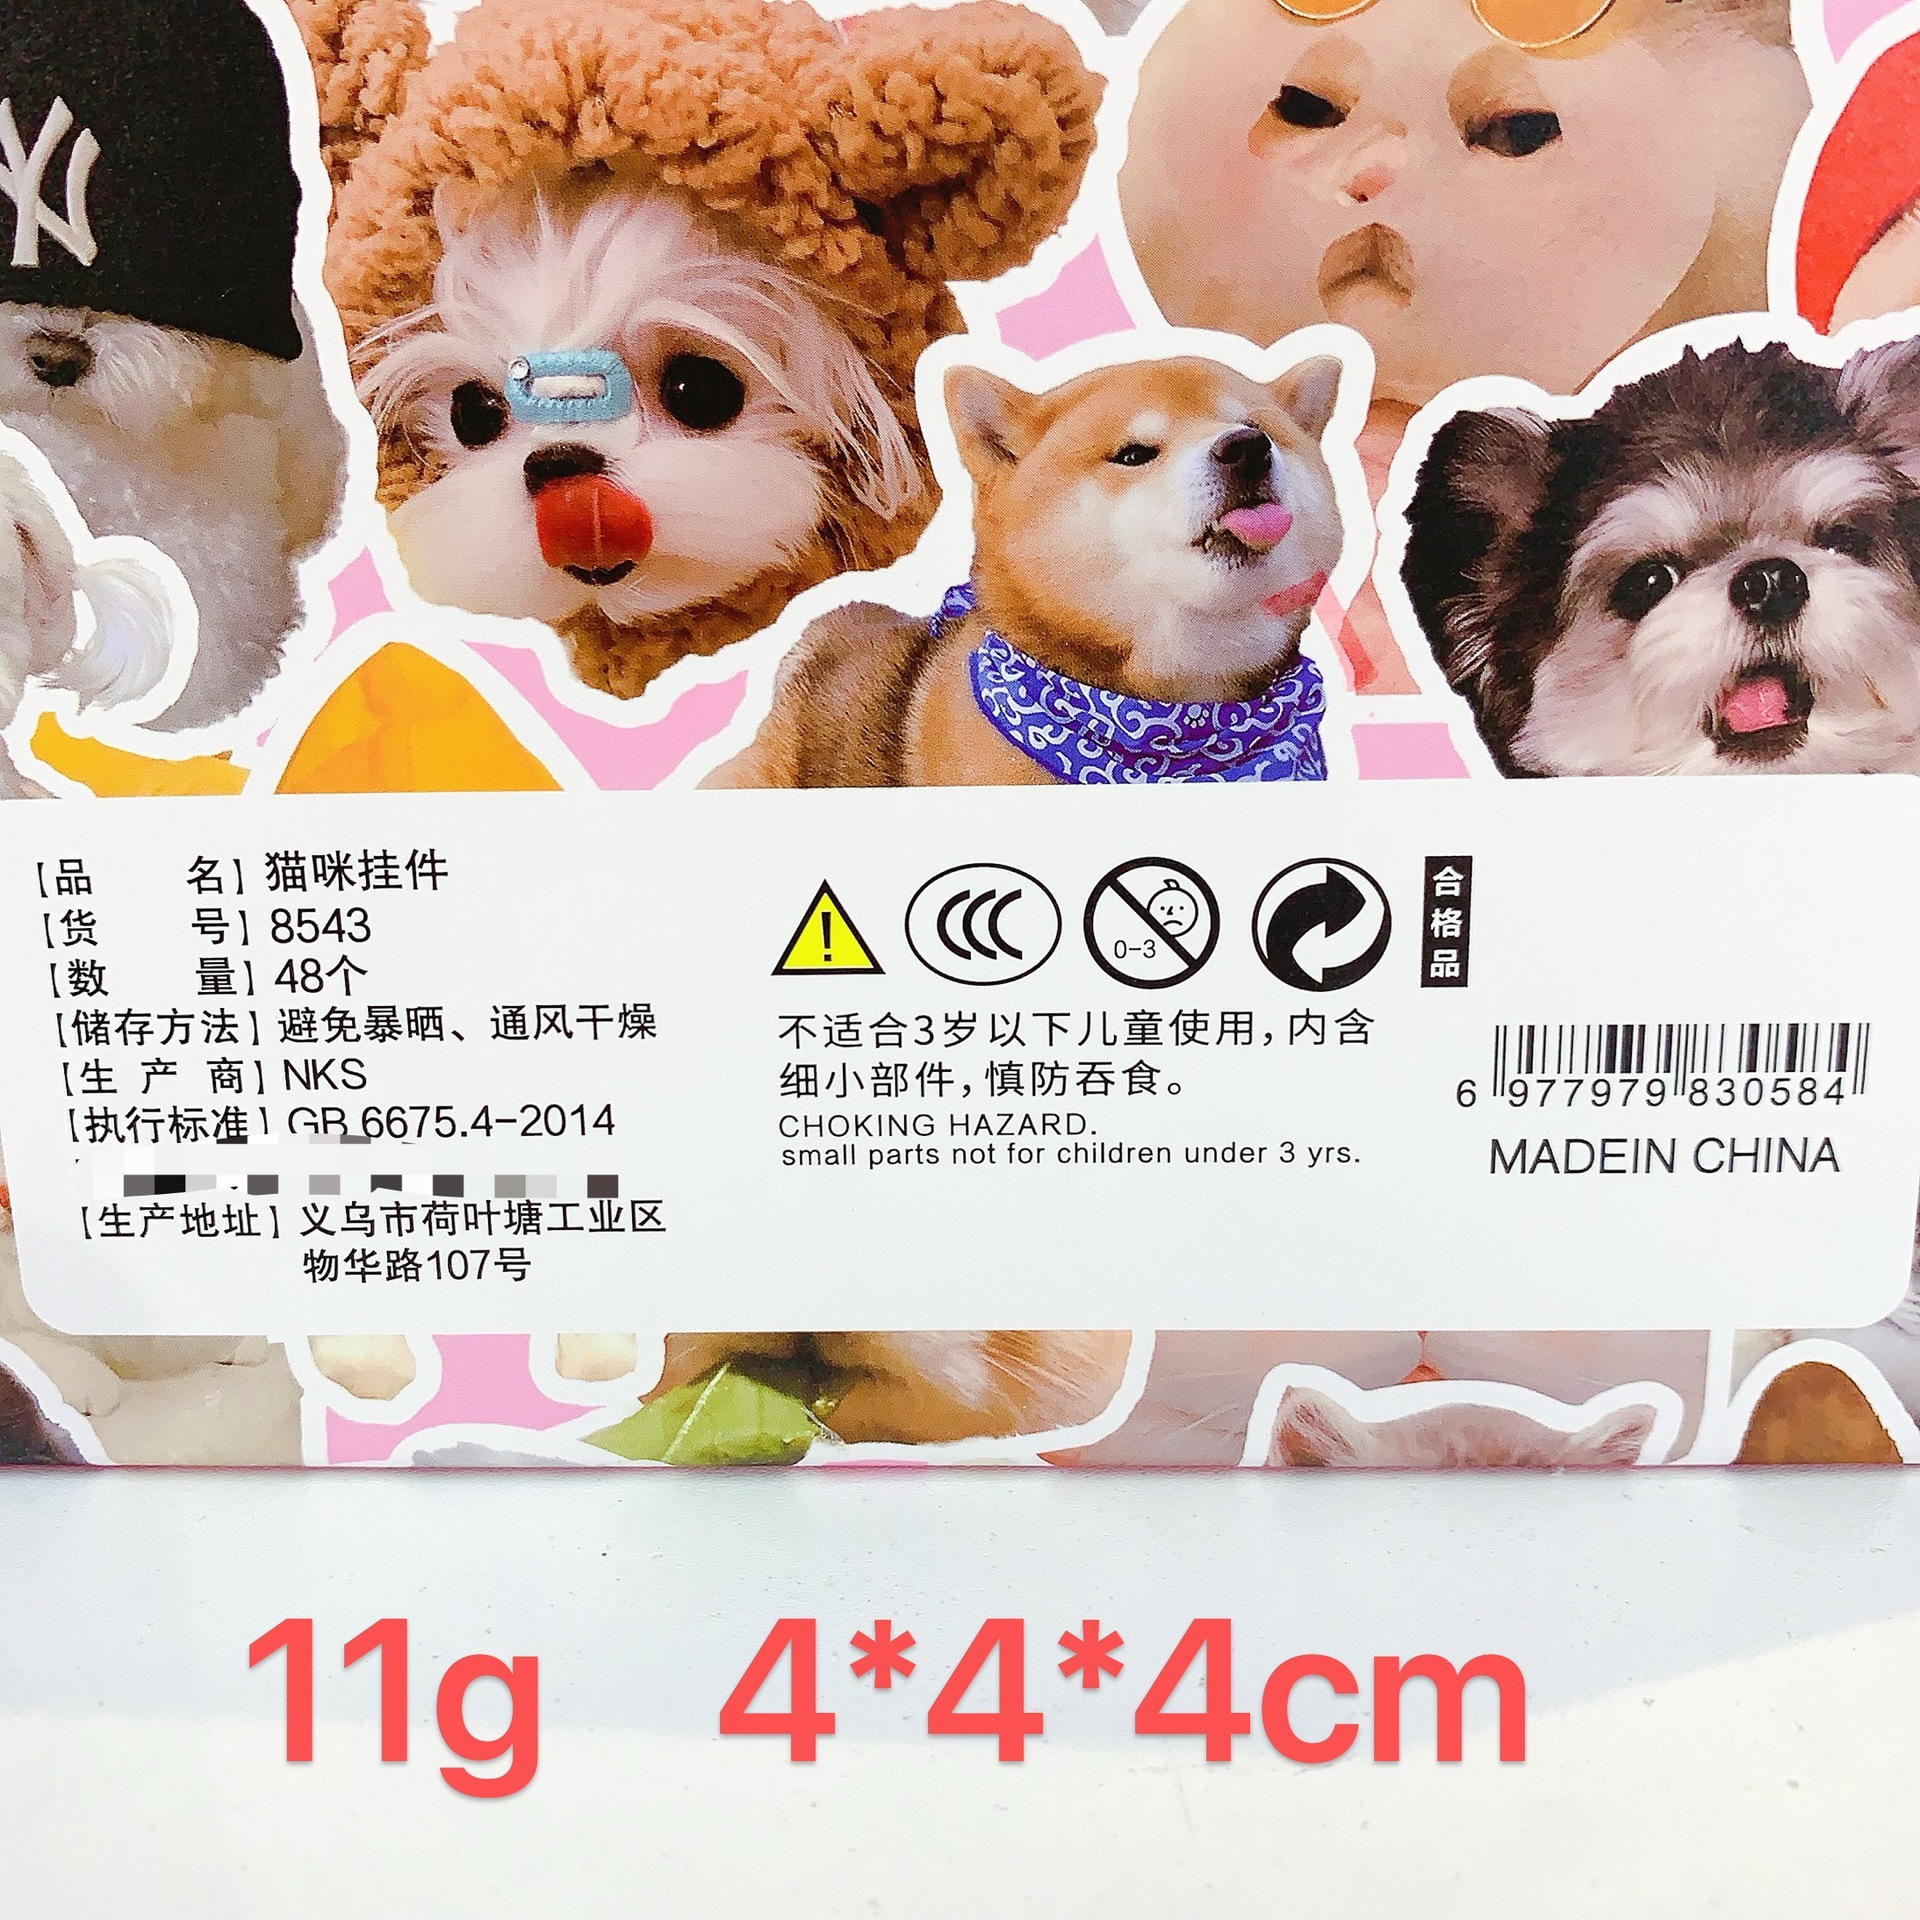 NY
【品 名】猫咪挂件
【货 号】8543
【数 量】48个
【储存方法】避免暴晒、通风干燥
【生 产 商】NKS
【执行标准】GB 6675.4-2014
【生产地址】义乌市荷叶塘工业区
物华路107号
!
CCC
0-3
合格品
不适合3岁以下儿童使用,内含
细小部件,慎防吞食。
CHOKING HAZARD.
small parts not for children under 3 yrs.
6 977979 830584
MADEIN CHINA
11g 4*4*4cm